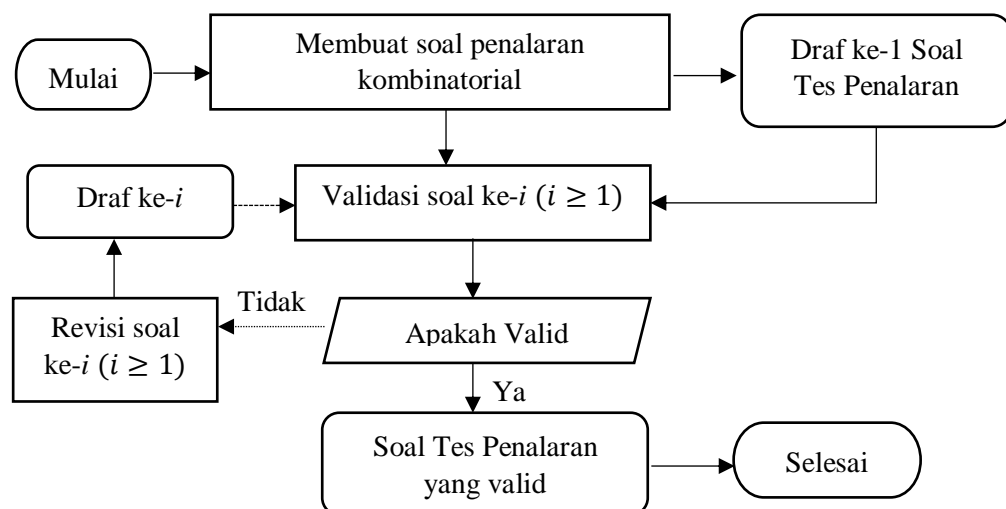 Mulai
Membuat soal penalaran
kombinatorial
Draf ke-1 Soal
Tes Penalaran
Draf ke-i
Validasi soal ke-i (i ≥ 1)
Tidak
Revisi soal
ke-i (i ≥ 1)
Apakah Valid
Ya
Soal Tes Penalaran
yang valid
Selesai